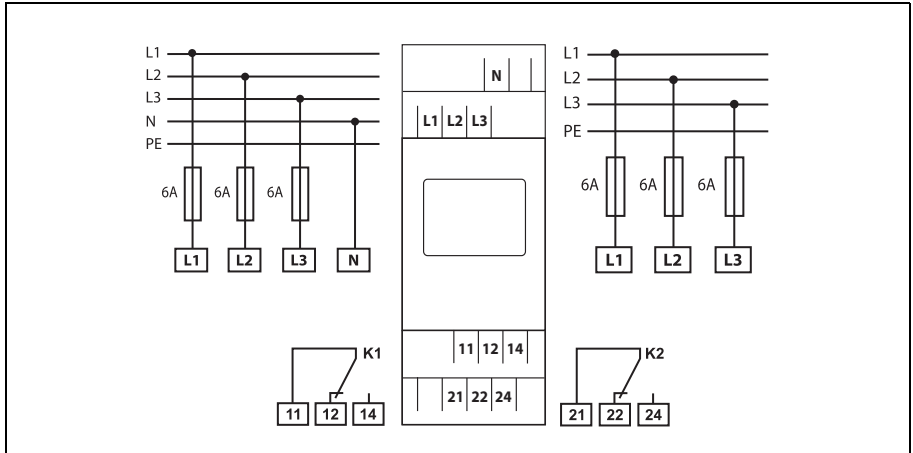 L1
L2
L3
N
PE
6A 6A 6A
L1 L2 L3 N
N
L1 L2 L3
L1
L2
L3
PE
6A 6A 6A
L1 L2 L3
K1
11 12 14
11 12 14
21 22 24
K2
21 22 24